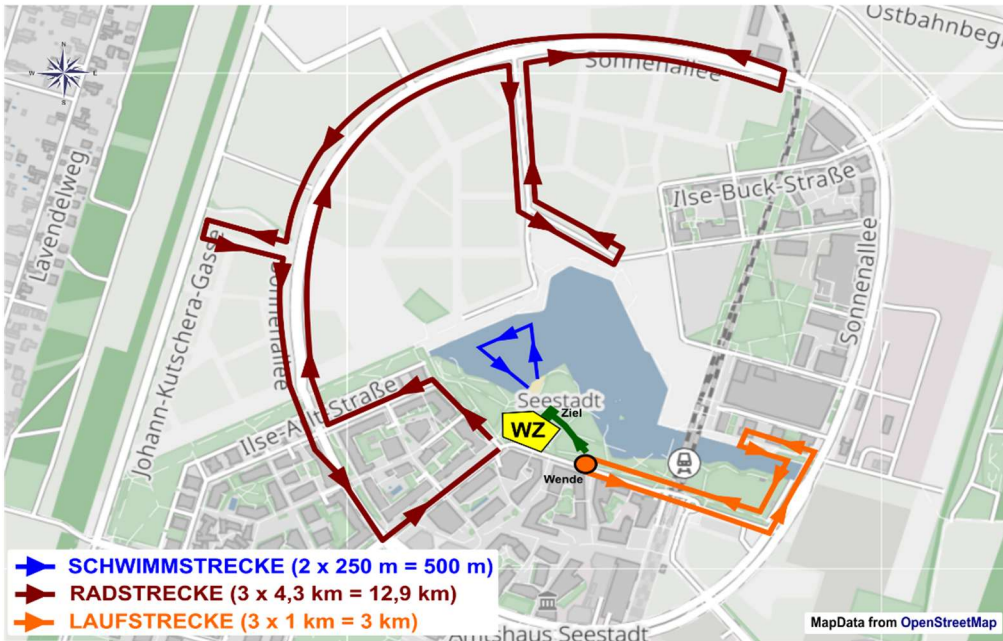 Ostbahnbegl
N
W E
S
Sonnenallee
Lavendelweg
Ilse-Buck-Straße
Johann-Kutschera-Gasse
Sonnenallee
Sonnenallee
Ilse-Arlt-Straße
Seestadt
Ziel
WZ
Wende
SCHWIMMSTRECKE (2 x 250 m = 500 m)
RADSTRECKE (3 x 4,3 km = 12,9 km)
LAUFSTRECKE (3 x 1 km = 3 km)
Amtshaus Seestadt
MapData from OpenStreetMap